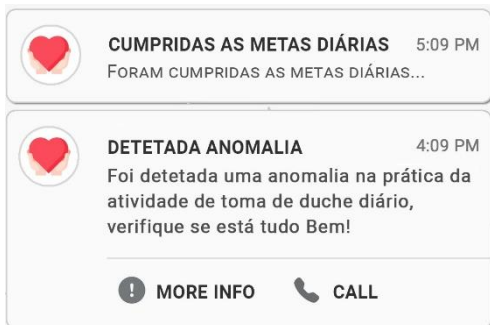 CUMPRIDAS AS METAS DIÁRIAS 5:09 PM
FORAM CUMPRIDAS AS METAS DIÁRIAS...
DETETADA ANOMALIA 4:09 PM
Foi detetada uma anomalia na prática da
atividade de toma de duche diário,
verifique se está tudo Bem!
MORE INFO CALL